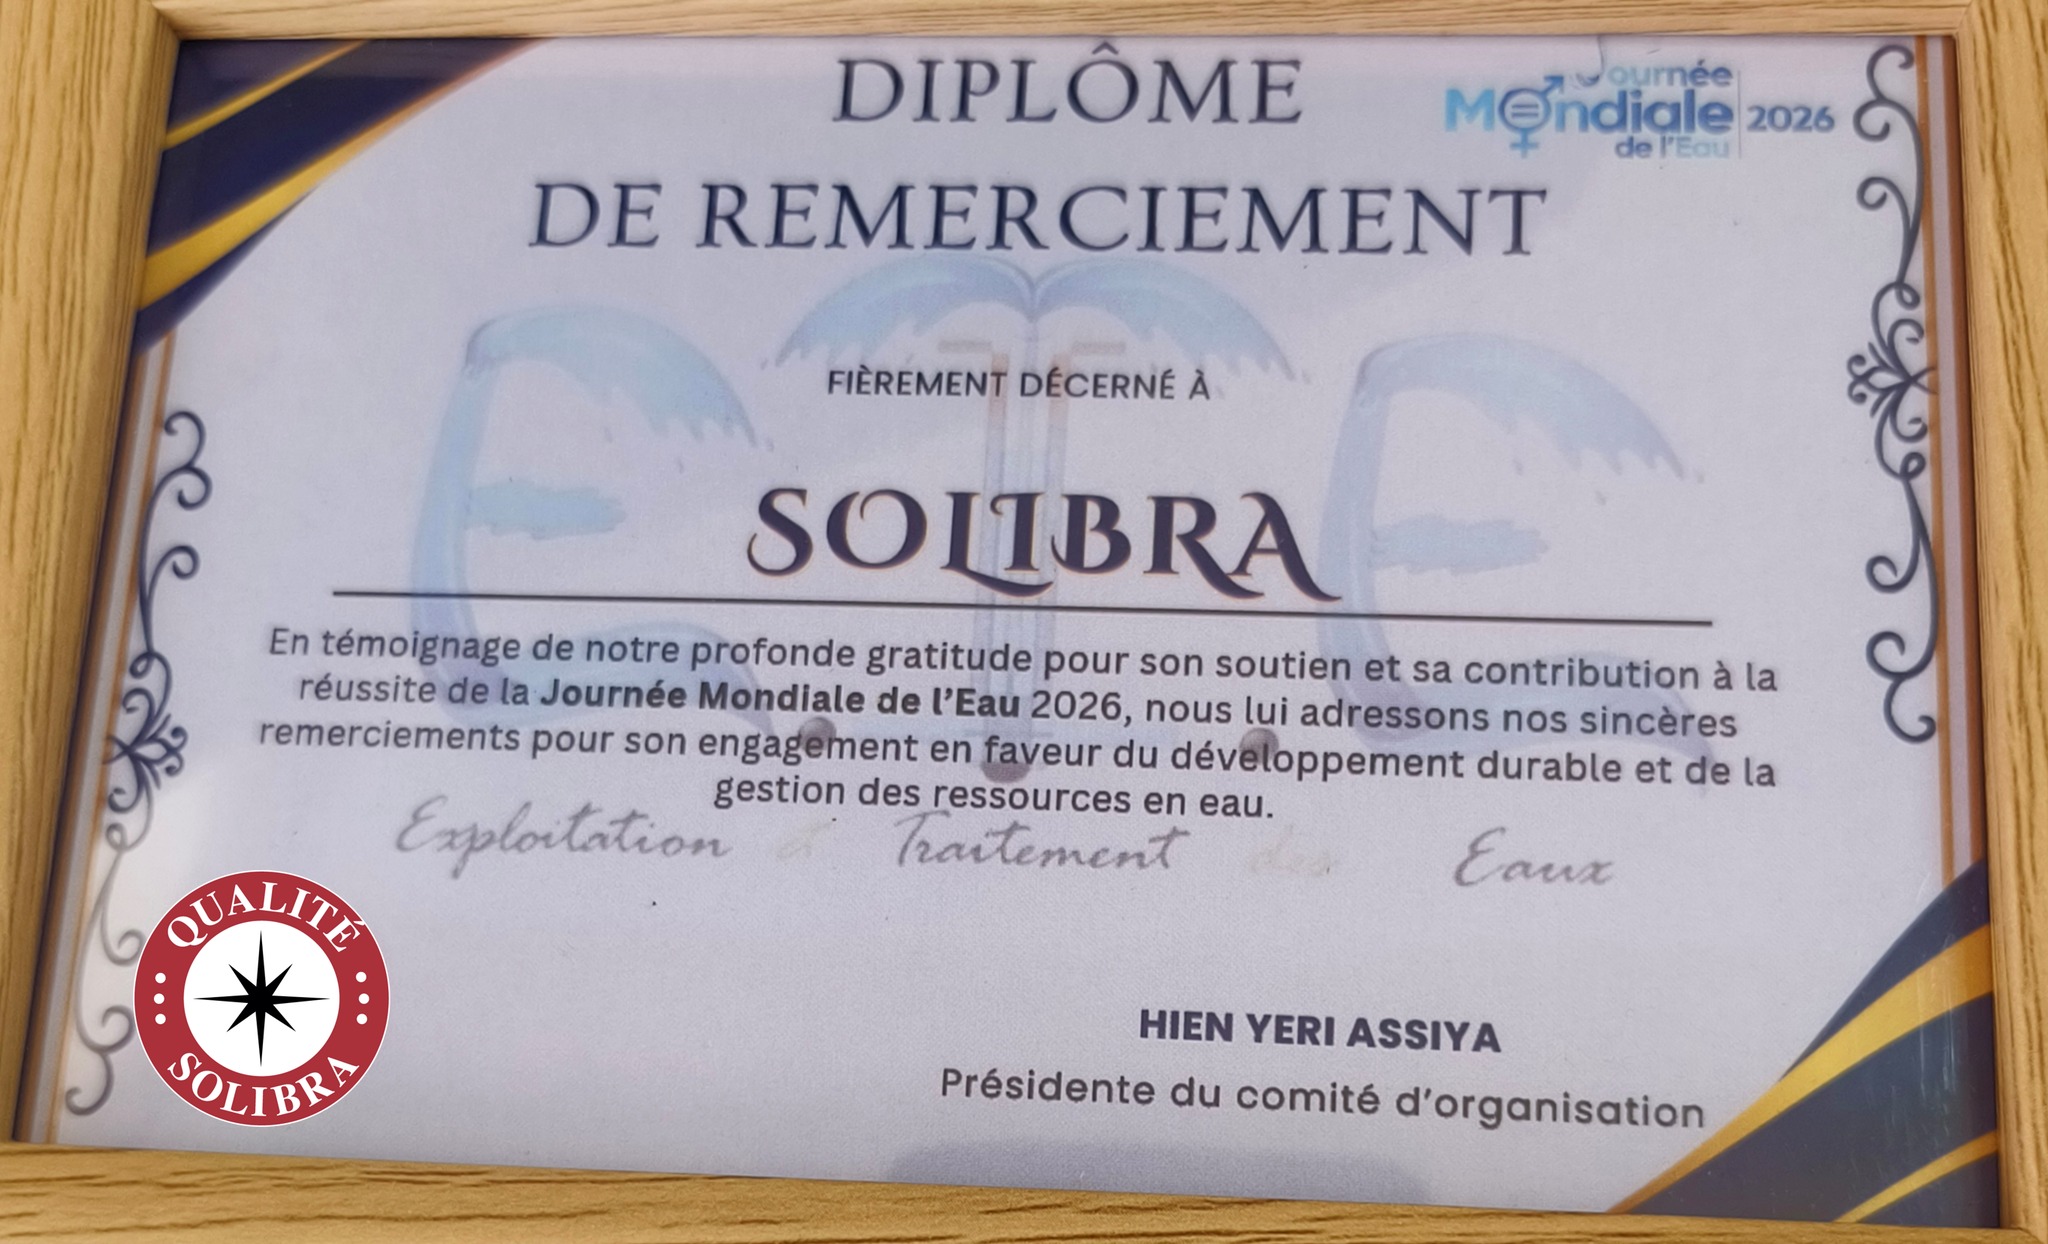 DIPLÔME
Journée
Mondiale
de l'Eau
2026
DE REMERCIEMENT
FIÈREMENT DÉCERNÉ À
SOLIBRA
En témoignage de notre profonde gratitude pour son soutien et sa contribution à la
réussite de la Journée Mondiale de l'Eau 2026, nous lui adressons nos sincères
remerciements pour son engagement en faveur du développement durable et de la
gestion des ressources en eau.
Exploitation et Traitement des Eaux
QUALITÉ
SOLIBRA
HIEN YERI ASSIYA
Présidente du comité d'organisation
E.T.E